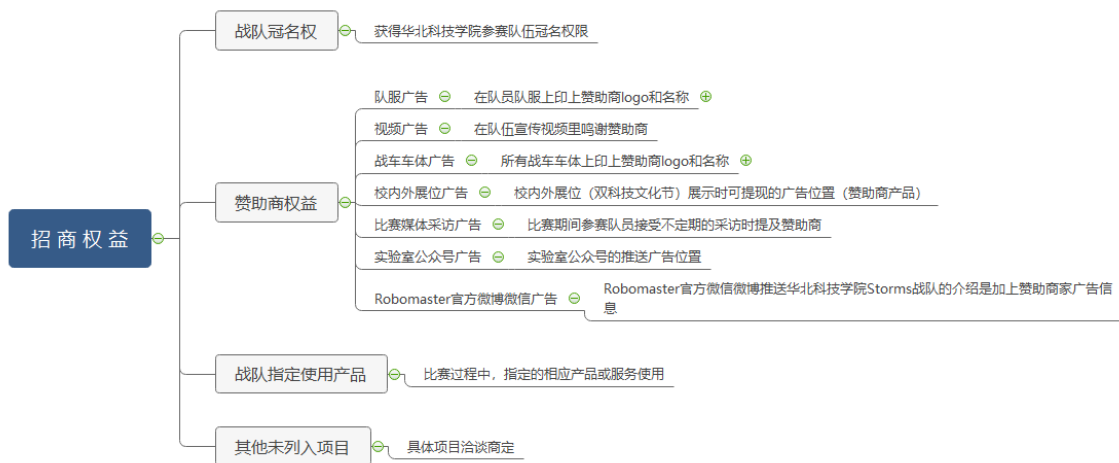 招商权益
战队冠名权
获得华北科技学院参赛队伍冠名权限
赞助商权益
队服广告
在队员队服上印上赞助商logo和名称
视频广告
在队伍宣传视频里鸣谢赞助商
战车车体广告
所有战车车体上印上赞助商logo和名称
校内外展位广告
校内外展位（双科技文化节）展示时可提现的广告位置（赞助商产品）
比赛媒体采访广告
比赛期间参赛队员接受不定期的采访时提及赞助商
实验室公众号广告
实验室公众号的推送广告位置
Robomaster官方微博微信广告
Robomaster官方微信微博推送华北科技学院Storms战队的介绍是加上赞助商家广告信
息
战队指定使用产品
比赛过程中，指定的相应产品或服务使用
其他未列入项目
具体项目洽谈商定